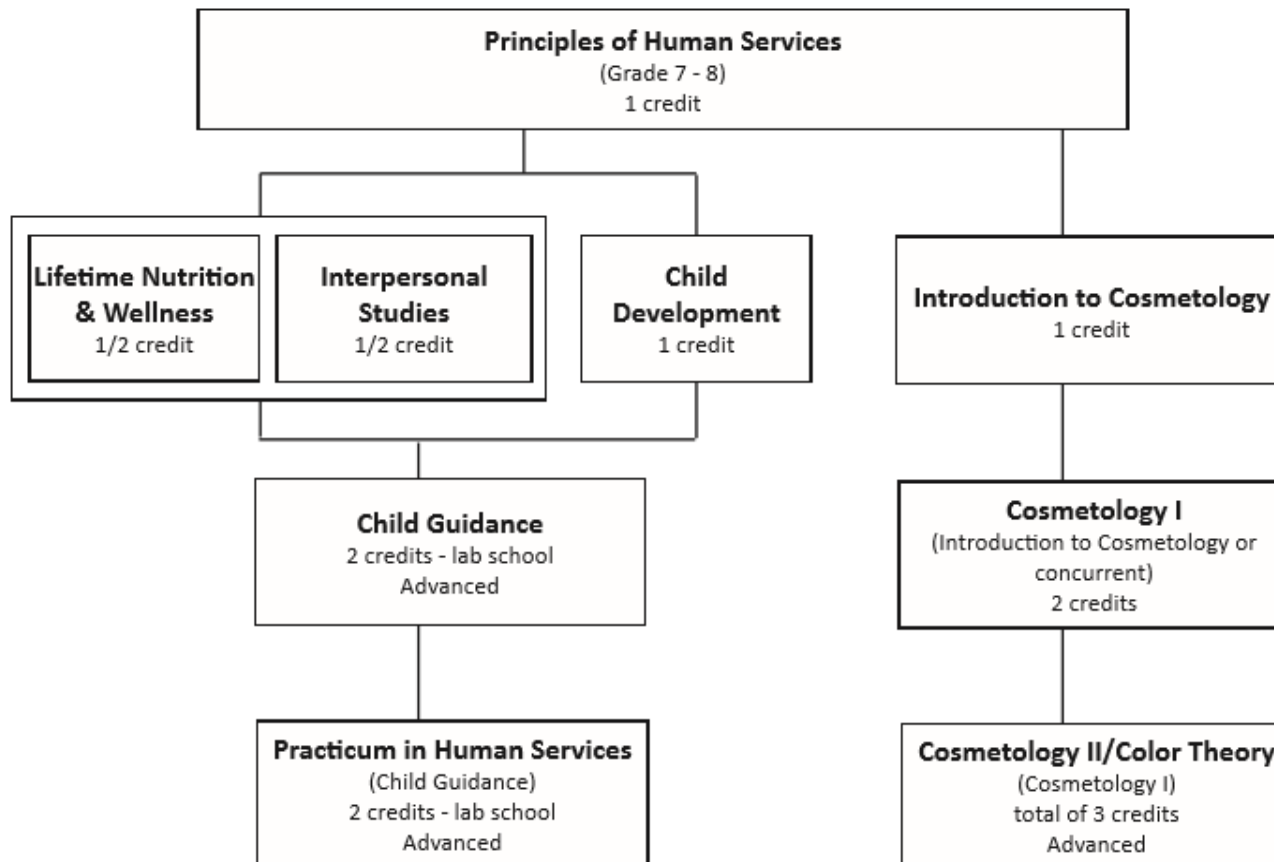 Principles of Human Services
(Grade 7 - 8)
1 credit
Lifetime Nutrition
& Wellness
1/2 credit
Interpersonal
Studies
1/2 credit
Child
Development
1 credit
Introduction to Cosmetology
1 credit
Child Guidance
2 credits - lab school
Advanced
Cosmetology I
(Introduction to Cosmetology or
concurrent)
2 credits
Practicum in Human Services
(Child Guidance)
2 credits - lab school
Advanced
Cosmetology II/Color Theory
(Cosmetology I)
total of 3 credits
Advanced